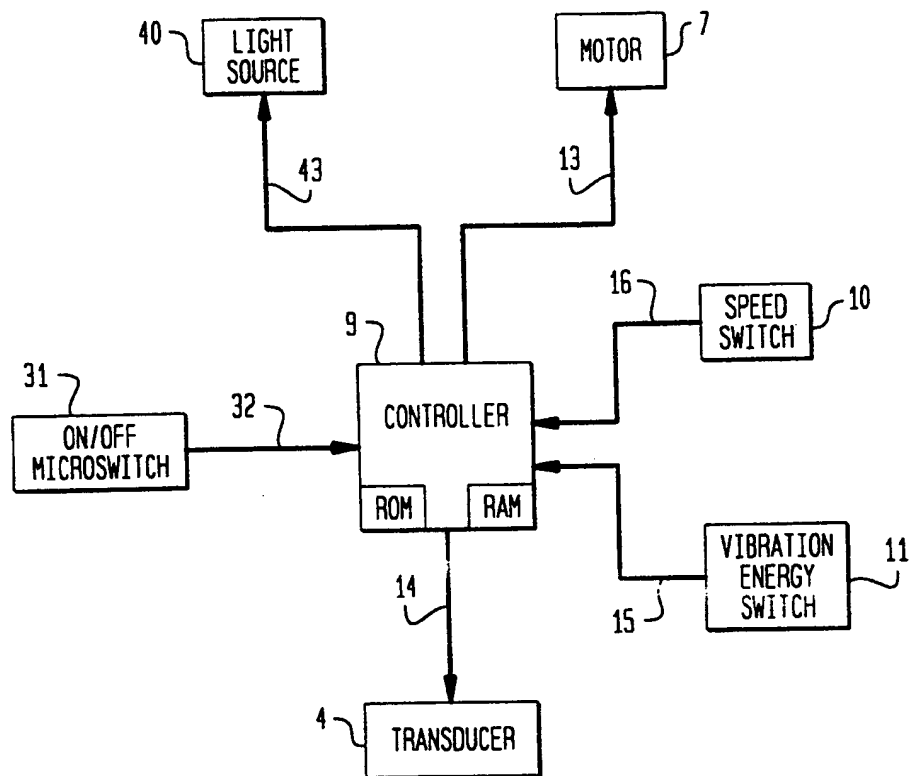 40
LIGHT
SOURCE
MOTOR
7
43
13
16
SPEED
SWITCH
10
9
31
ON/OFF
MICROSWITCH
32
CONTROLLER
ROM
RAM
VIBRATION
ENERGY
SWITCH
11
15
14
4
TRANSDUCER